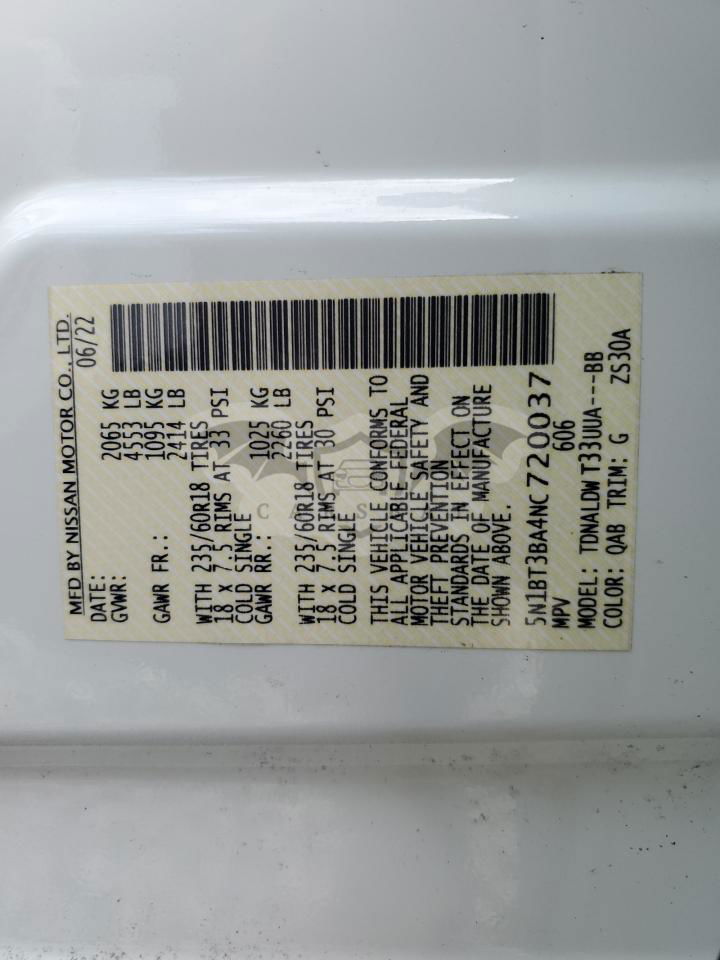 MFD BY NISSAN MOTOR CO., LTD.
DATE: 06/22
GVWR: 2065 KG
4553 LB
GAWR FR.: 1095 KG
2414 LB
WITH 235/60R18 TIRES
18 x 7.5 RIMS AT 33 PSI
COLD SINGLE
GAWR RR.: 1025 KG
2260 LB
WITH 235/60R18 TIRES
18 x 7.5 RIMS AT 30 PSI
COLD SINGLE
THIS VEHICLE CONFORMS TO
ALL APPLICABLE FEDERAL
MOTOR VEHICLE SAFETY AND
THEFT PREVENTION
STANDARDS IN EFFECT ON
THE DATE OF MANUFACTURE
SHOWN ABOVE.
5N1BT3BA4NC720037
MPV 606
MODEL: TDNALDW T33UUA---BB
COLOR: QAB TRIM: G ZS30A